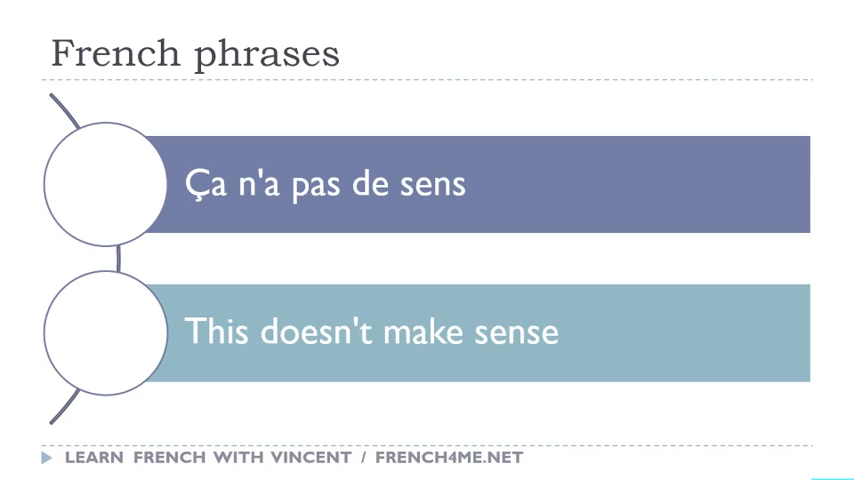 French phrases
Ça n'a pas de sens
This doesn't make sense
LEARN FRENCH WITH VINCENT / FRENCH4ME.NET